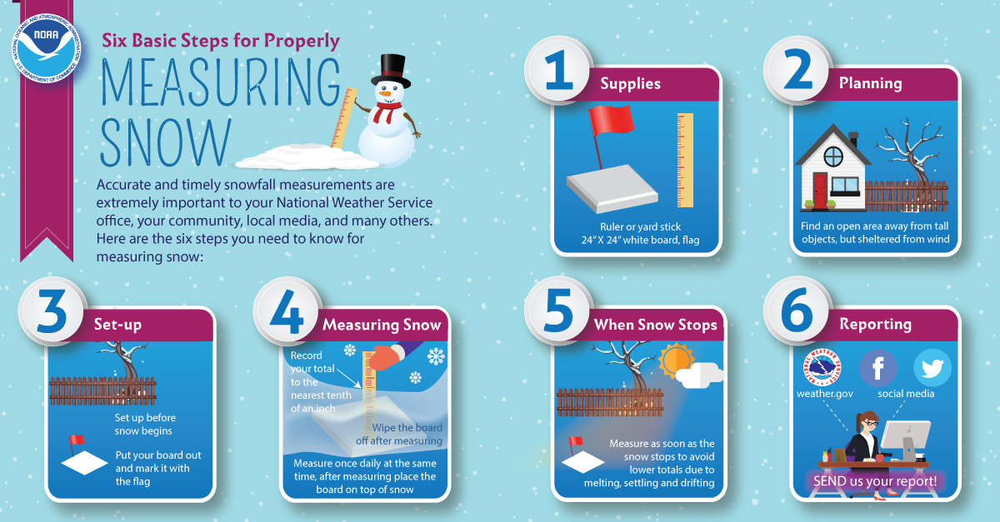 NATIONAL OCEANIC AND ATMOSPHERIC ADMINISTRATION
NOAA
U.S. DEPARTMENT OF COMMERCE
Six Basic Steps for Properly
MEASURING
SNOW
Accurate and timely snowfall measurements are
extremely important to your National Weather Service
office, your community, local media, and many others.
Here are the six steps you need to know for
measuring snow:
1
Supplies
Ruler or yard stick
24" X 24" white board, flag
2
Planning
Find an open area away from tall
objects, but sheltered from wind
3
Set-up
Set up before
snow begins
Put your board out
and mark it with
the flag
4
Measuring Snow
Record
your total
to the
nearest tenth
of an inch
Wipe the board
off after measuring
Measure once daily at the same
time, after measuring place the
board on top of snow
5
When Snow Stops
Measure as soon as the
snow stops to avoid
lower totals due to
melting, settling and drifting
6
Reporting
NATIONAL WEATHER SERVICE
f
weather.gov
social media
SEND us your report!